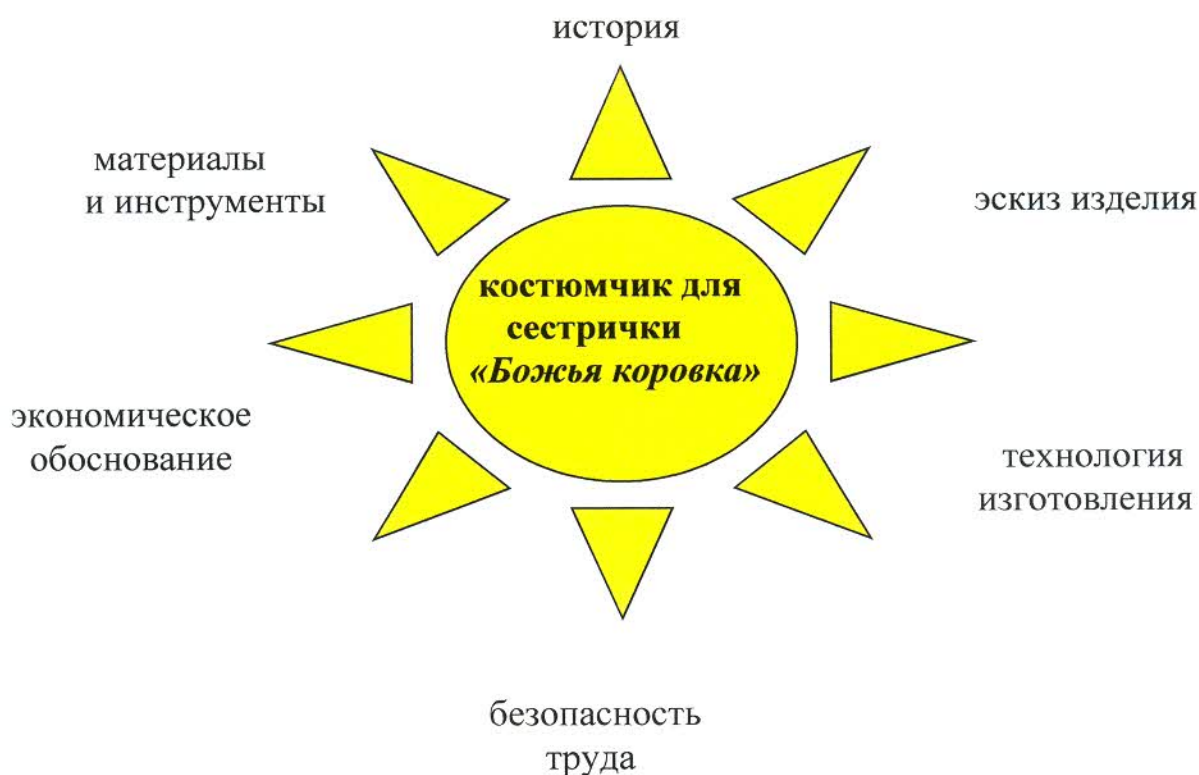 история
материалы
и инструменты
эскиз изделия
костюмчик для
сестрички
«Божья коровка»
экономическое
обоснование
технология
изготовления
безопасность
труда